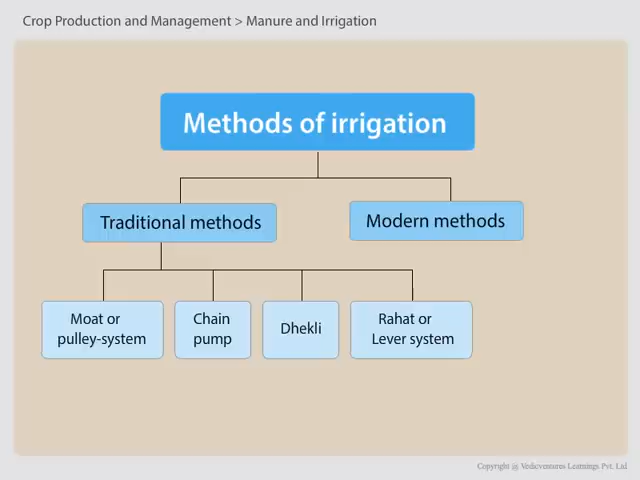 Crop Production and Management > Manure and Irrigation
Methods of irrigation
Traditional methods
Modern methods
Moat or
pulley-system
Chain
pump
Dhekli
Rahat or
Lever system
Copyright @ Vedicventures Learnings Pvt. Ltd